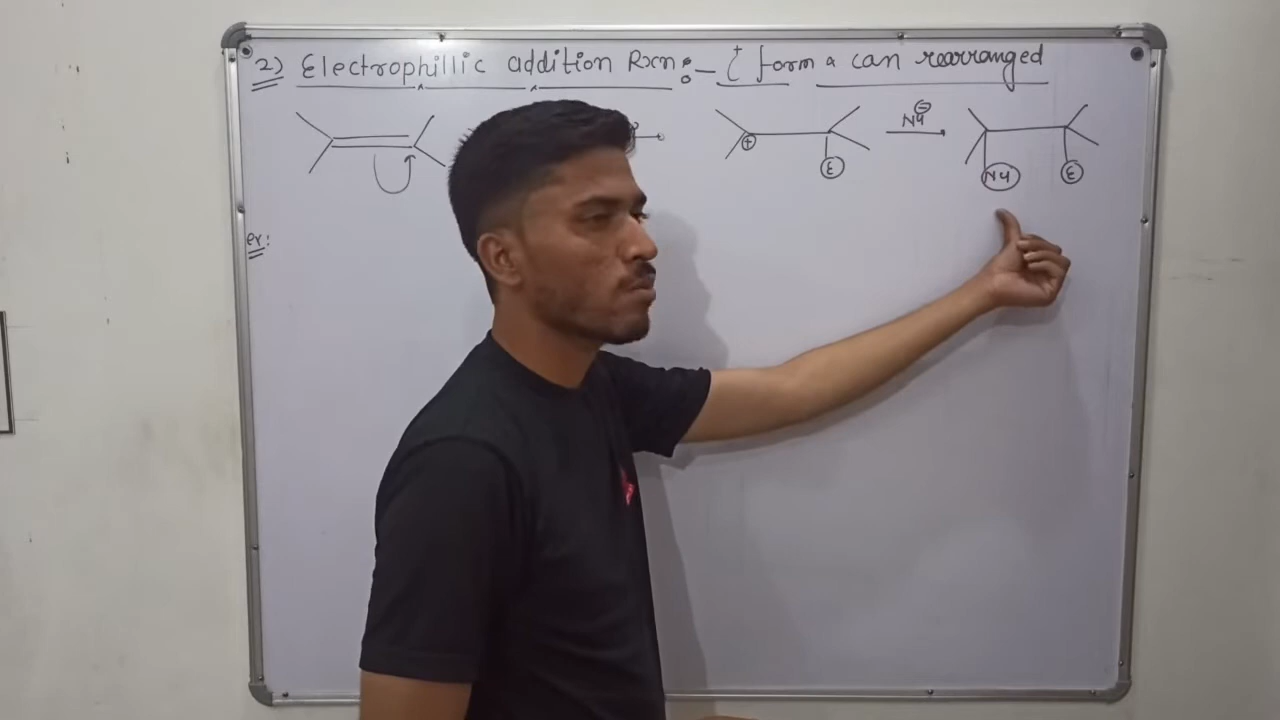 2) Electrophillic addition Rxn:- C⁺ form & can rearranged
⊕ E Nu⊖ Nu E
ex: